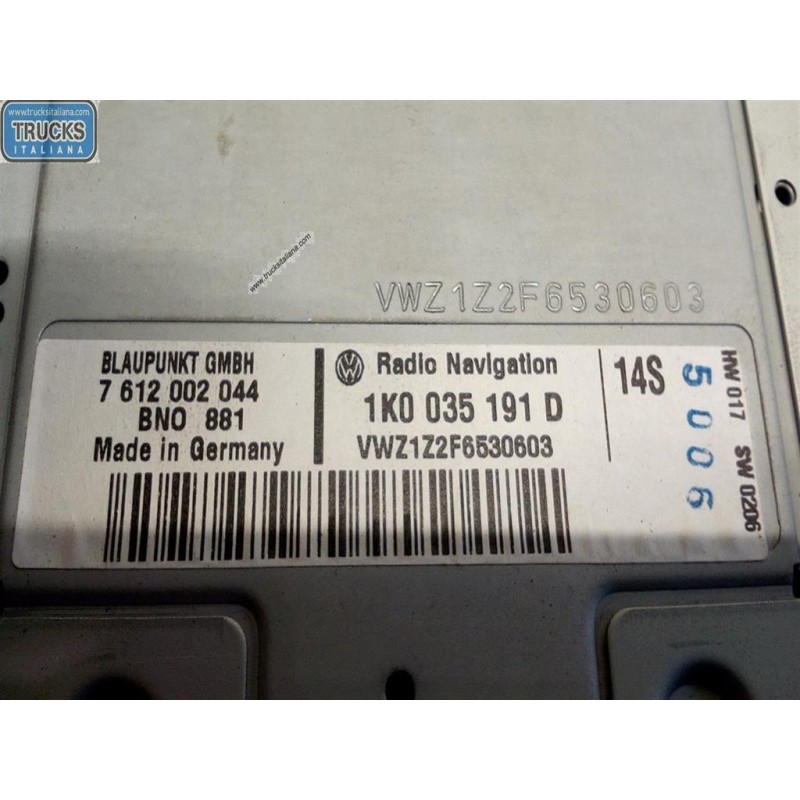 www.trucksitaliana.com
TRUCKS
ITALIANA
www.trucksitaliana.com
VWZ1Z2F6530603
BLAUPUNKT GMBH
7 612 002 044
BNO 881
Made in Germany
VW Radio Navigation
1K0 035 191 D
VWZ1Z2F6530603
14S
5006
HW 017 SW 0206